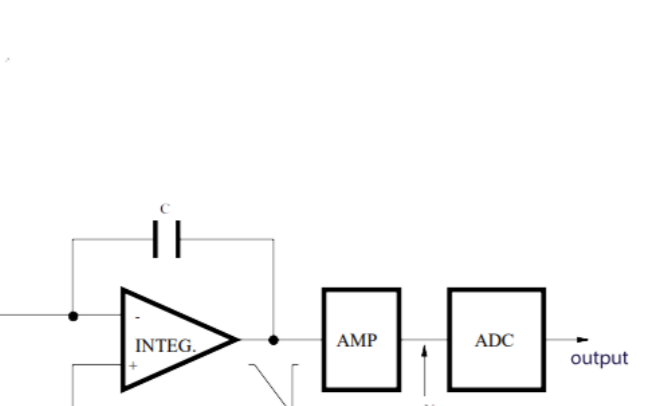 C
-
INTEG.
+
AMP
ADC
output